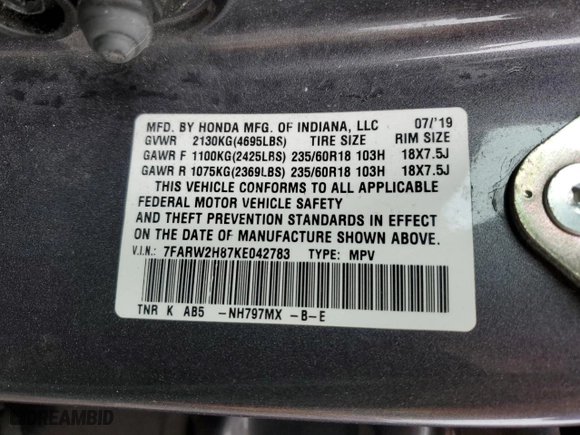 MFD. BY HONDA MFG. OF INDIANA, LLC 07/'19
GVWR 2130KG(4695LBS) TIRE SIZE RIM SIZE
GAWR F 1100KG(2425LBS) 235/60R18 103H 18X7.5J
GAWR R 1075KG(2369LBS) 235/60R18 103H 18X7.5J
THIS VEHICLE CONFORMS TO ALL APPLICABLE
FEDERAL MOTOR VEHICLE SAFETY
AND THEFT PREVENTION STANDARDS IN EFFECT
ON THE DATE OF MANUFACTURE SHOWN ABOVE.
V.I.N.: 7FARW2H87KE042783 TYPE: MPV
TNR K AB5 -NH797MX -B-E
DREAMBID